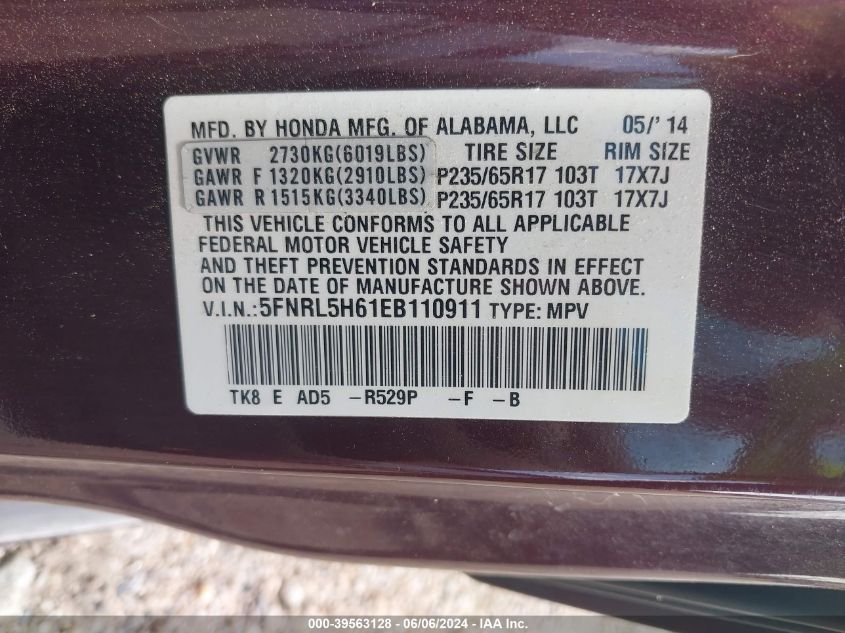 MFD. BY HONDA MFG. OF ALABAMA, LLC 05/' 14
GVWR 2730KG(6019LBS) TIRE SIZE RIM SIZE
GAWR F 1320KG(2910LBS) P235/65R17 103T 17X7J
GAWR R 1515KG(3340LBS) P235/65R17 103T 17X7J
THIS VEHICLE CONFORMS TO ALL APPLICABLE
FEDERAL MOTOR VEHICLE SAFETY
AND THEFT PREVENTION STANDARDS IN EFFECT
ON THE DATE OF MANUFACTURE SHOWN ABOVE.
V.I.N.:5FNRL5H61EB110911 TYPE: MPV
TK8 E AD5 -R529P -F -B
000-39563128 - 06/06/2024 - IAA Inc.